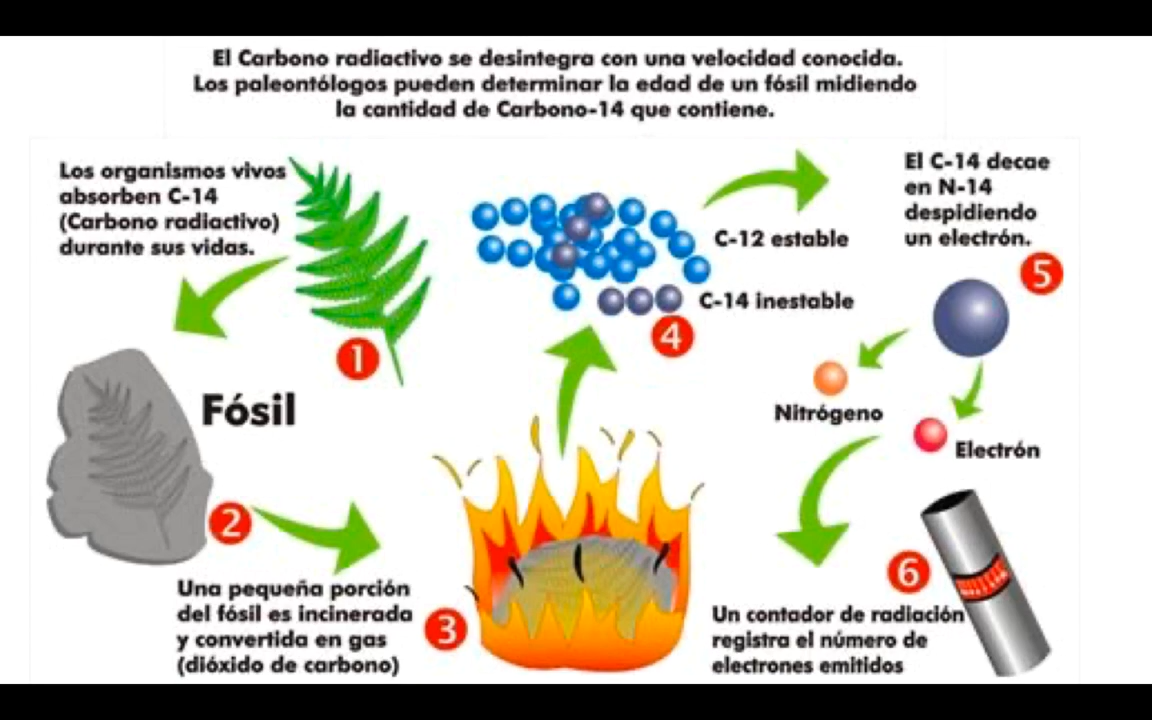 El Carbono radiactivo se desintegra con una velocidad conocida.
Los paleontólogos pueden determinar la edad de un fósil midiendo
la cantidad de Carbono-14 que contiene.
Los organismos vivos
absorben C-14
(Carbono radiactivo)
durante sus vidas.
1
Fósil
2
Una pequeña porción
del fósil es incinerada
y convertida en gas
(dióxido de carbono)
3
C-12 estable
C-14 inestable
4
El C-14 decae
en N-14
despidiendo
un electrón.
5
Nitrógeno
Electrón
6
Un contador de radiación
registra el número de
electrones emitidos